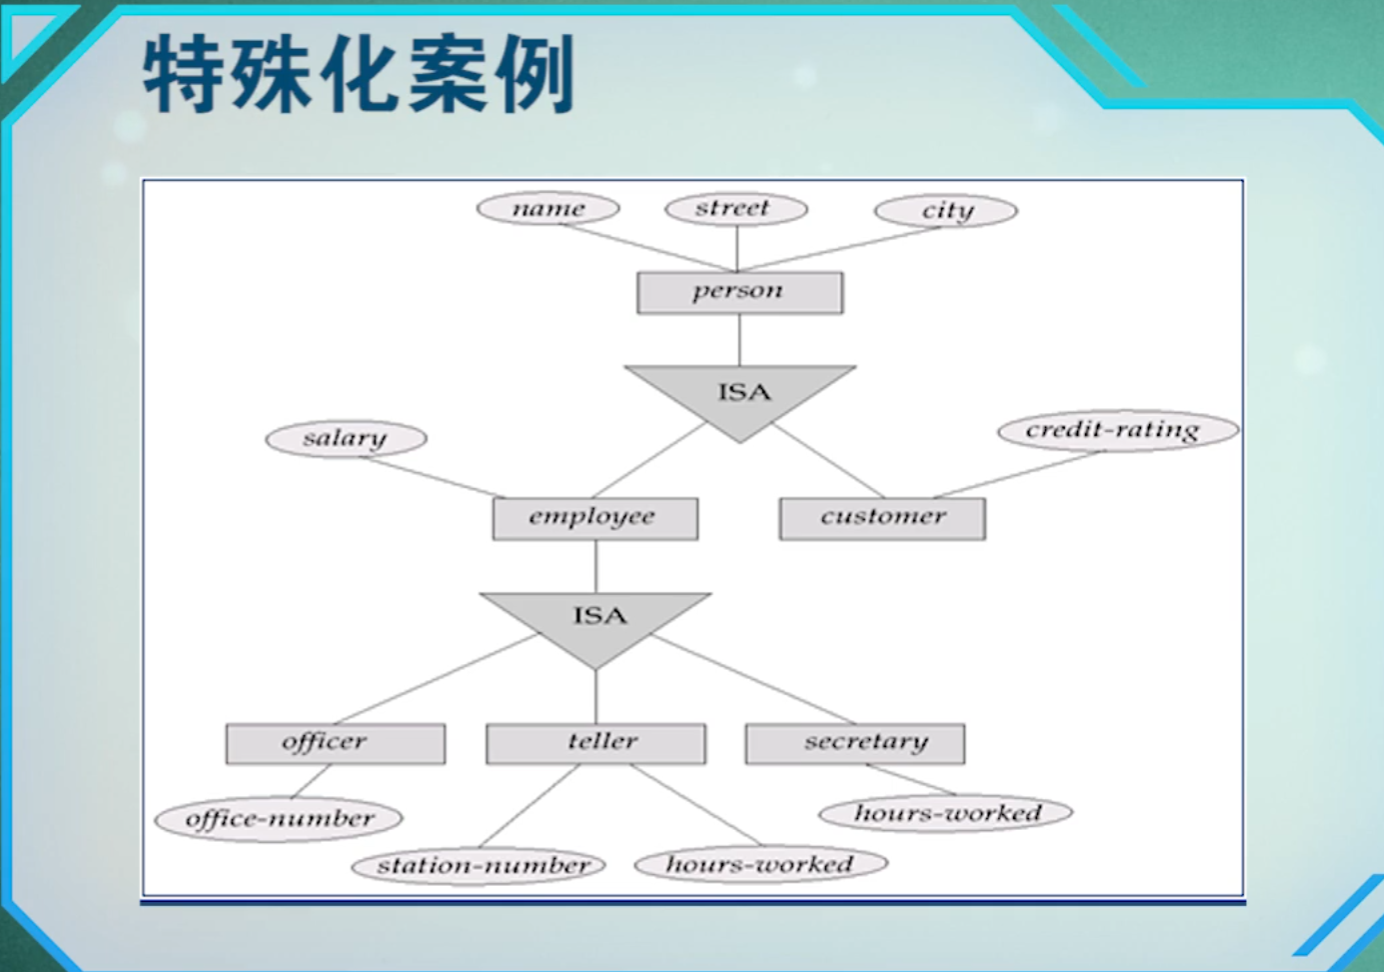 特殊化案例
name street city
person
ISA
salary credit-rating
employee customer
ISA
officer teller secretary
office-number hours-worked
station-number hours-worked